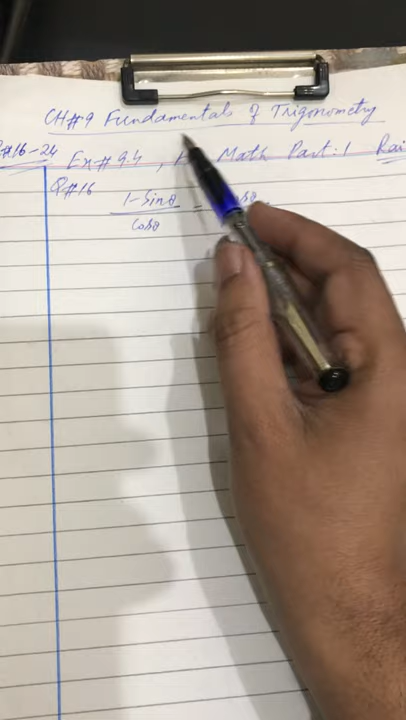 CH#9 Fundamentals of Trigonometry
#16-24 Ex# 9.4, Math Part: 1
Q#16 1-Sinθ / Cosθ =